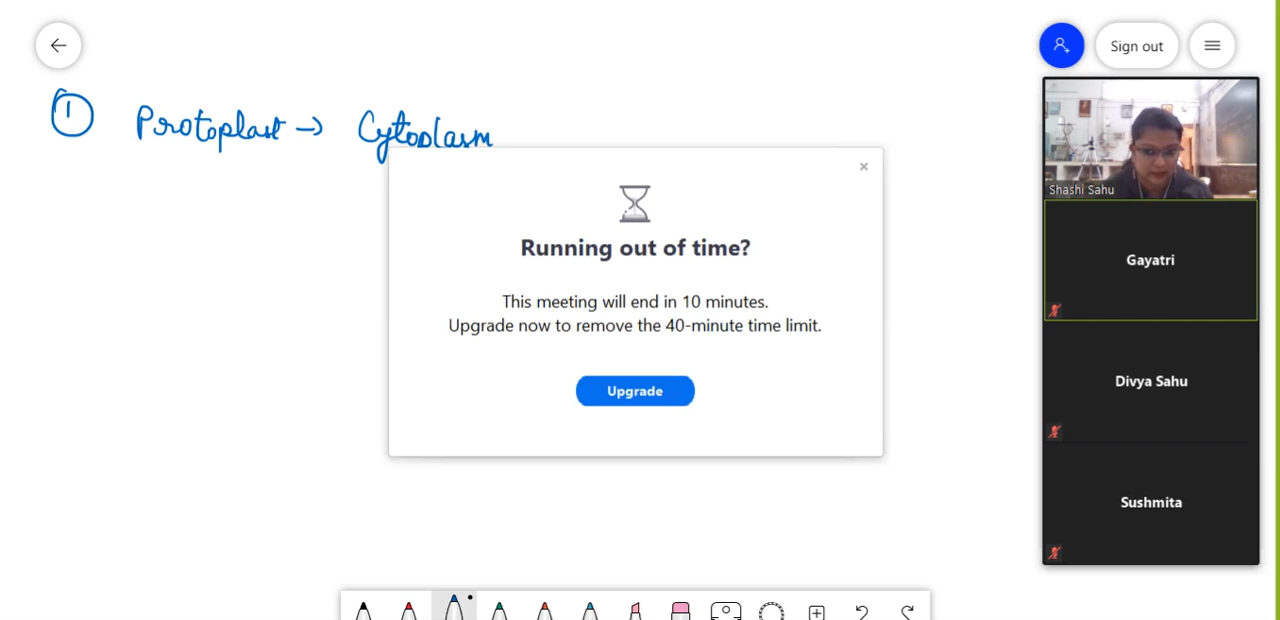 Sign out
① Protoplast → Cytoplasm
Shashi Sahu
Running out of time?
This meeting will end in 10 minutes.
Upgrade now to remove the 40-minute time limit.
Upgrade
Gayatri
Divya Sahu
Sushmita